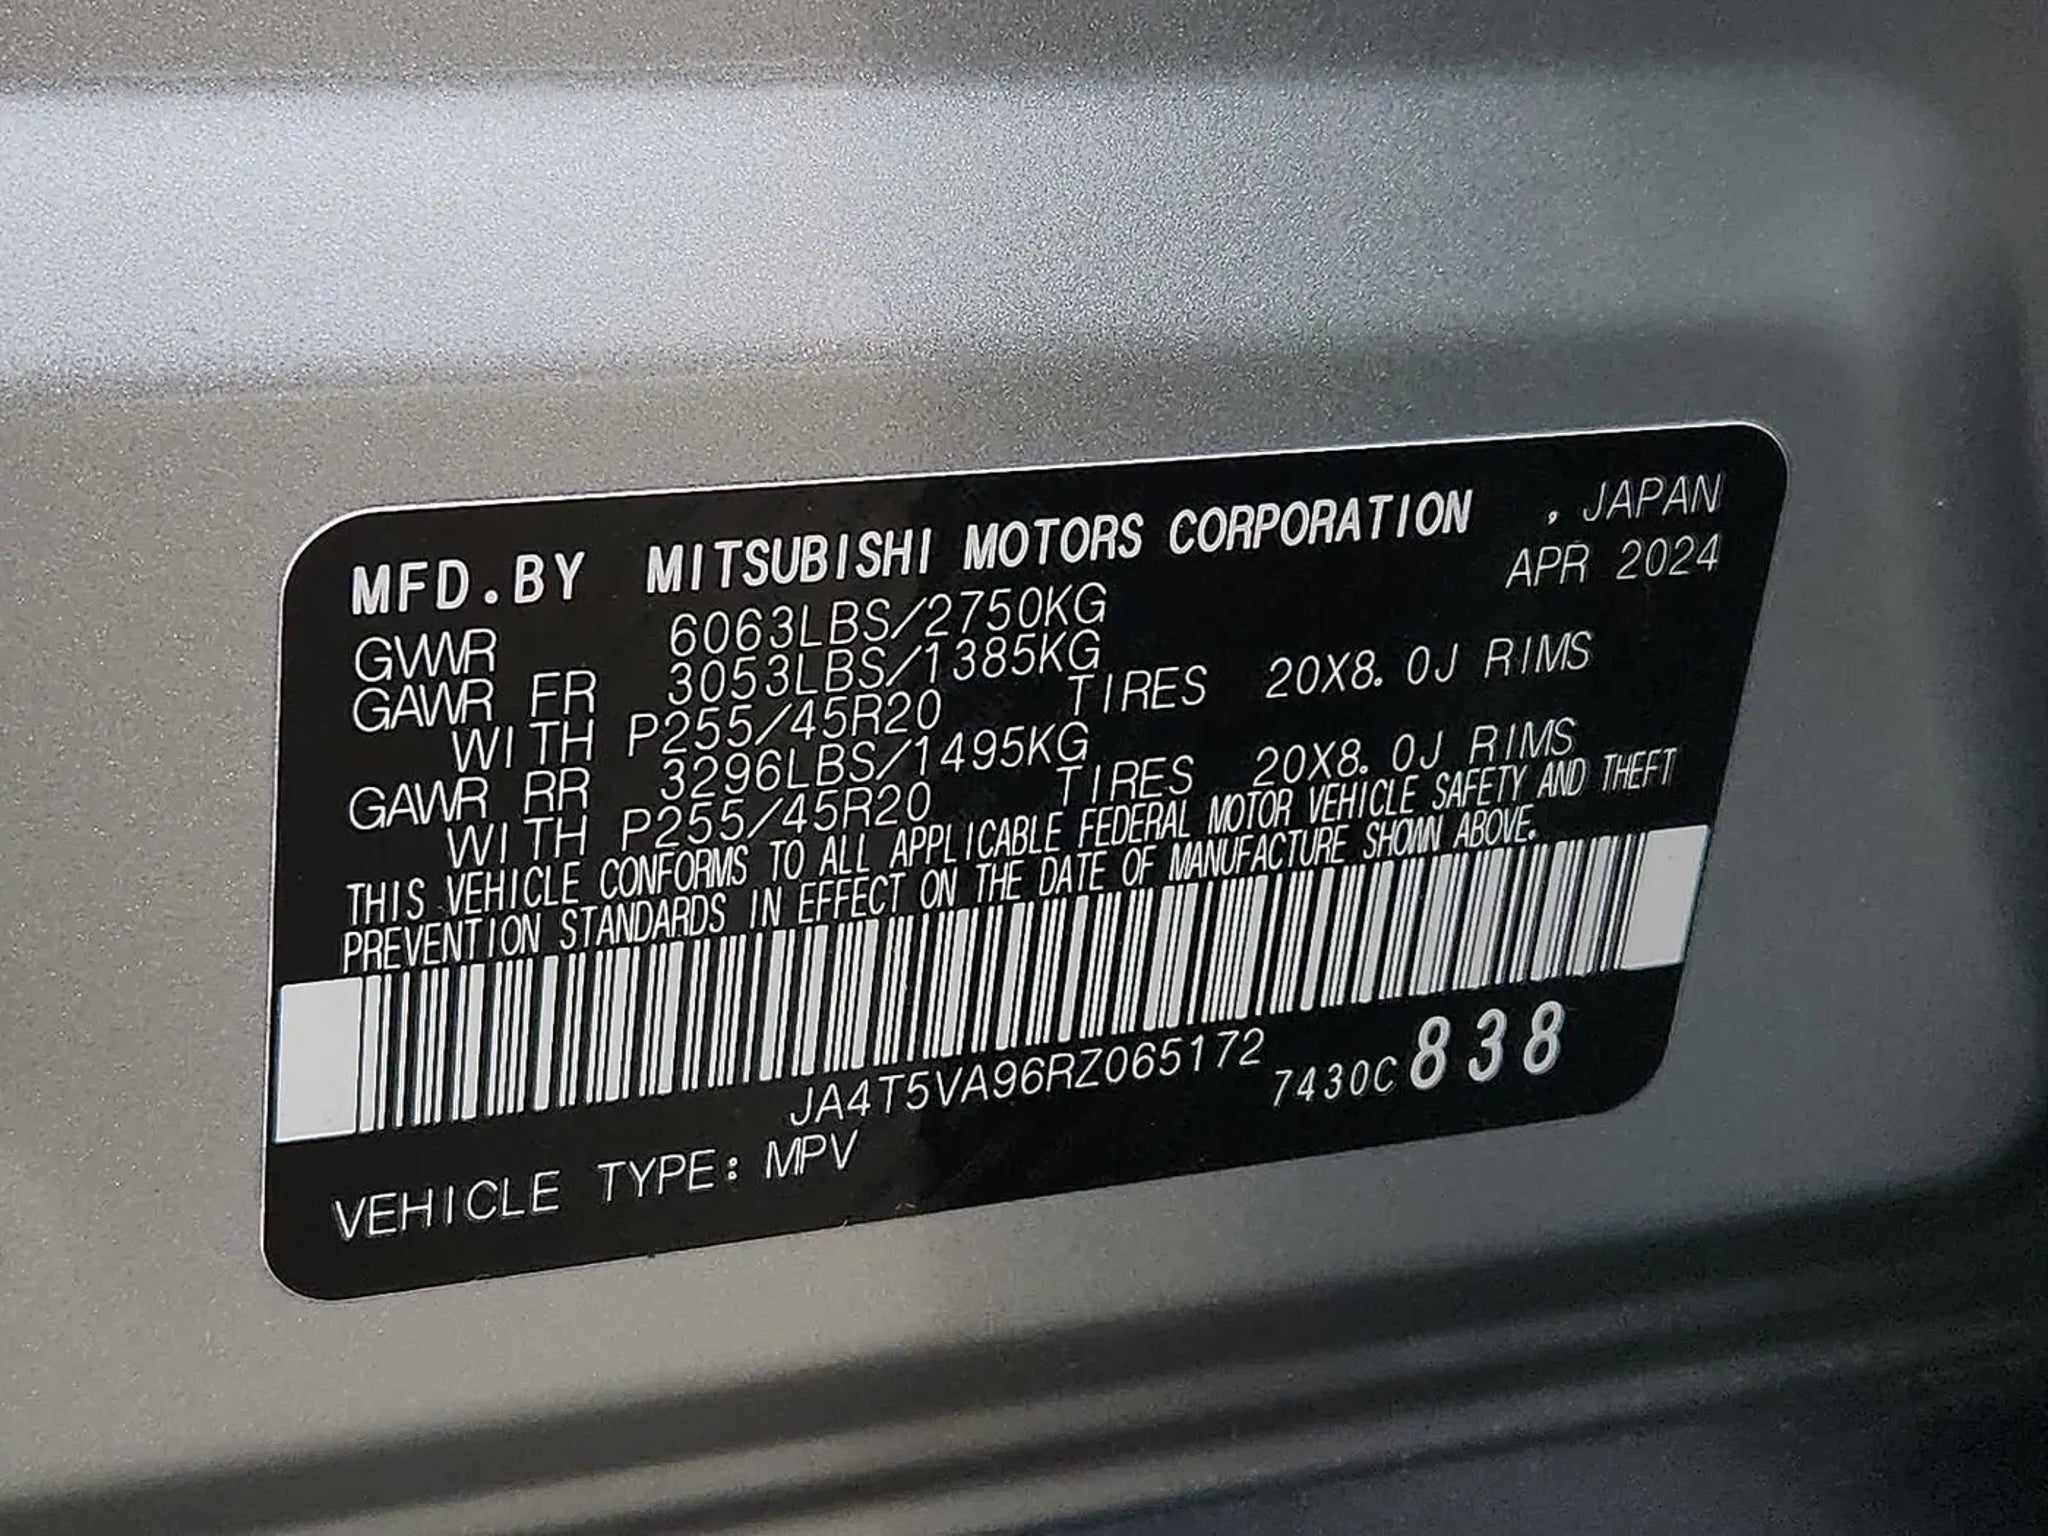 MFD.BY MITSUBISHI MOTORS CORPORATION , JAPAN
APR 2024
GVWR 6063LBS/2750KG
GAWR FR 3053LBS/1385KG
WITH P255/45R20 TIRES 20X8.0J RIMS
GAWR RR 3296LBS/1495KG
WITH P255/45R20 TIRES 20X8.0J RIMS
THIS VEHICLE CONFORMS TO ALL APPLICABLE FEDERAL MOTOR VEHICLE SAFETY AND THEFT
PREVENTION STANDARDS IN EFFECT ON THE DATE OF MANUFACTURE SHOWN ABOVE.
JA4T5VA96RZ065172 7430C 838
VEHICLE TYPE: MPV